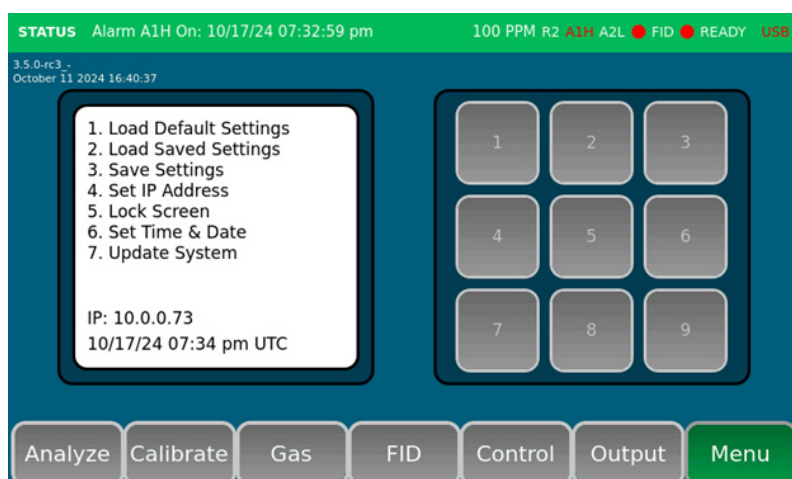 STATUS Alarm A1H On: 10/17/24 07:32:59 pm 100 PPM R2 A1H A2L FID READY USB
3.5.0-rc3_-
October 11 2024 16:40:37
1. Load Default Settings
2. Load Saved Settings
3. Save Settings
4. Set IP Address
5. Lock Screen
6. Set Time & Date
7. Update System
IP: 10.0.0.73
10/17/24 07:34 pm UTC
1 2 3
4 5 6
7 8 9
Analyze Calibrate Gas FID Control Output Menu